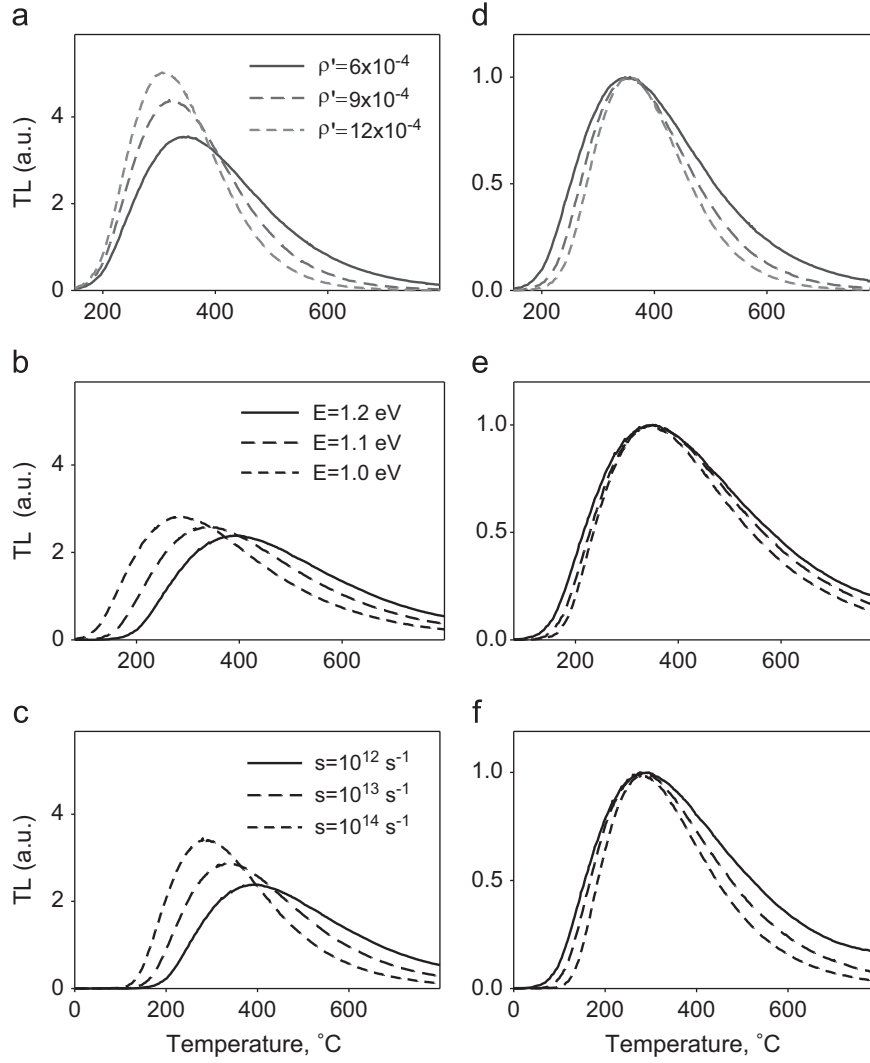 a
TL (a.u.)
4
2
0
200
400
600
ρ'=6x10⁻⁴
ρ'=9x10⁻⁴
ρ'=12x10⁻⁴
d
1.0
0.5
0.0
200
400
600
b
TL (a.u.)
4
2
0
200
400
600
E=1.2 eV
E=1.1 eV
E=1.0 eV
e
1.0
0.5
0.0
200
400
600
c
TL (a.u.)
4
2
0
0
200
400
600
s=10¹² s⁻¹
s=10¹³ s⁻¹
s=10¹⁴ s⁻¹
Temperature, °C
f
1.0
0.5
0.0
0
200
400
600
Temperature, °C